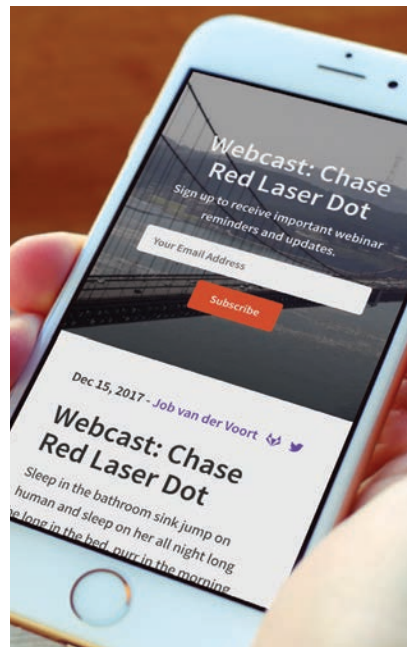 Webcast: Chase
Red Laser Dot
Sign up to receive important webinar
reminders and updates.
Your Email Address
Subscribe
Dec 15, 2017 - Job van der Voort
Webcast: Chase
Red Laser Dot
Sleep in the bathroom sink jump on
human and sleep on her all night long
long in the bed, purr in the morning